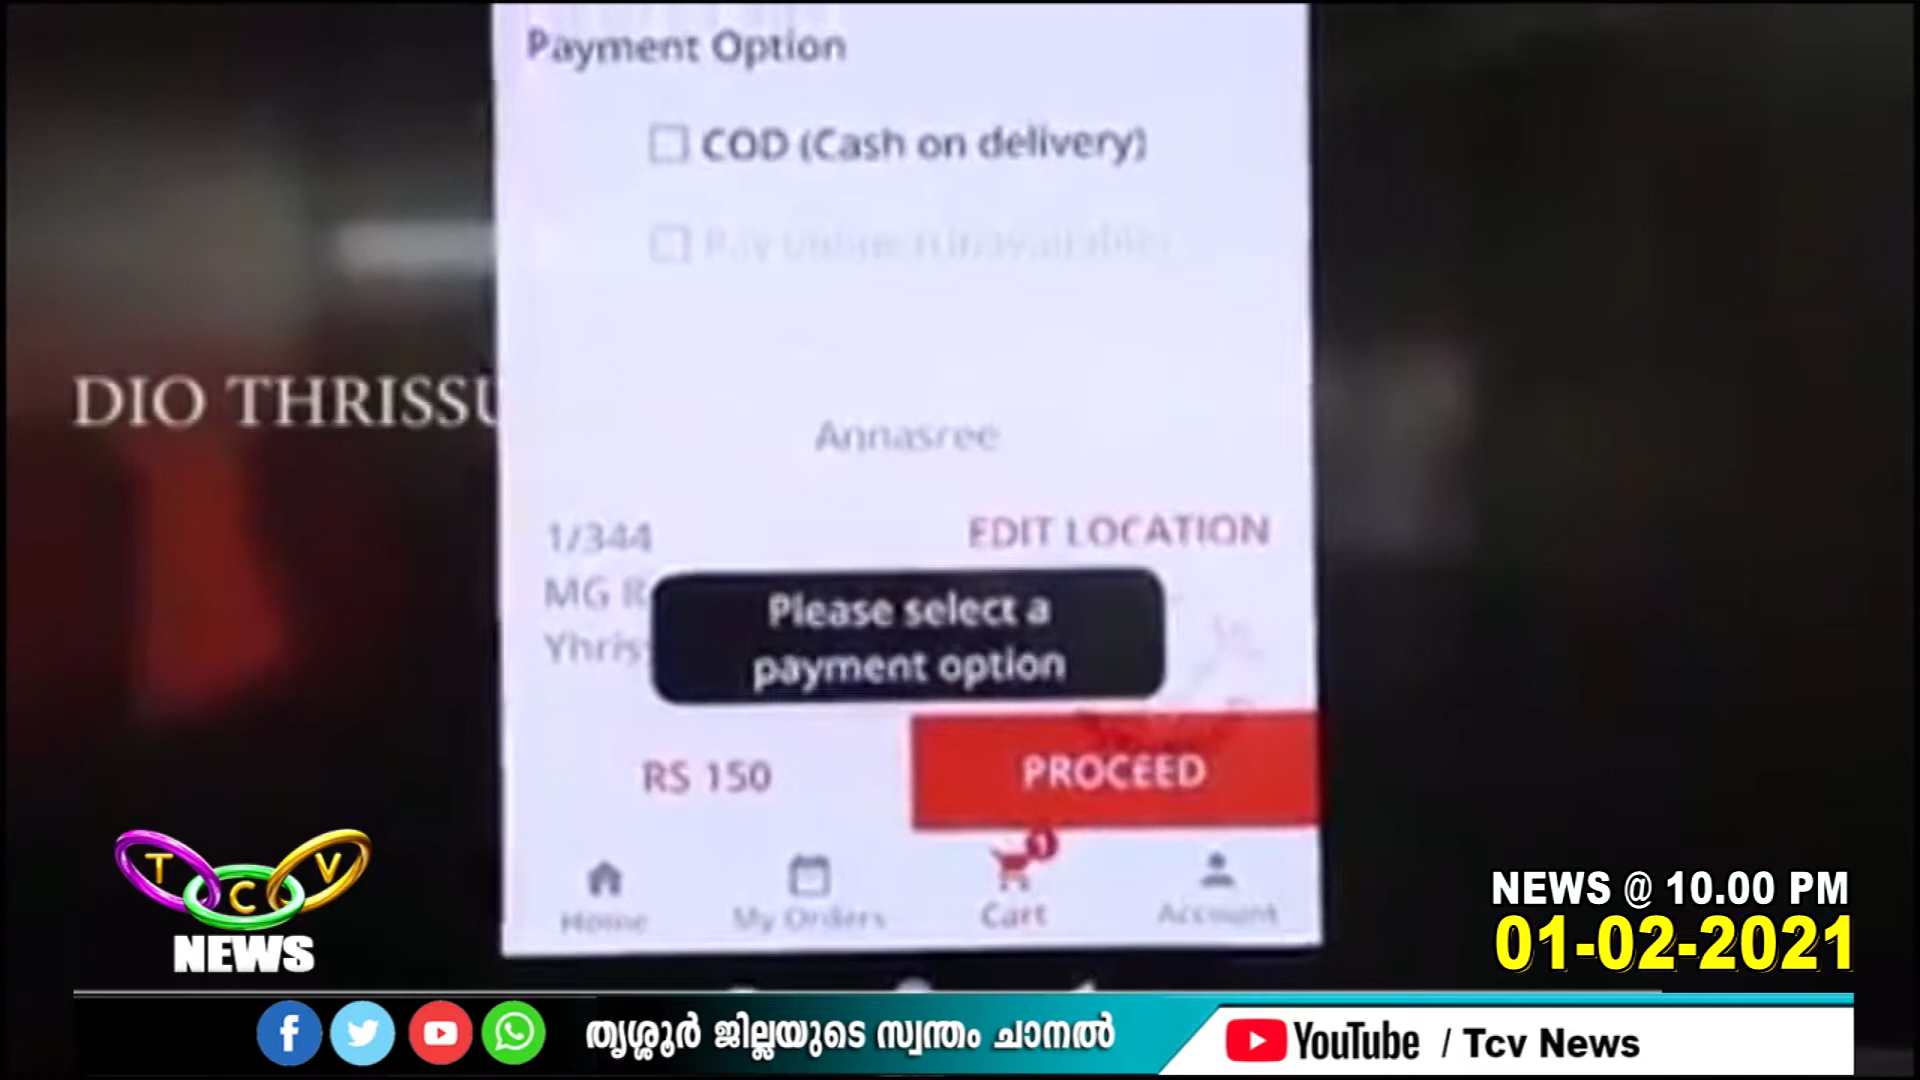 Payment Option
COD (Cash on delivery)
DIO THRISSU
Annasree
1/344
EDIT LOCATION
MG R
Yhris
Please select a
payment option
RS 150
PROCEED
1
Home
My Orders
Cart
Account
T C V
NEWS
NEWS @ 10.00 PM
01-02-2021
തൃശ്ശൂർ ജില്ലയുടെ സ്വന്തം ചാനൽ
YouTube / Tcv News